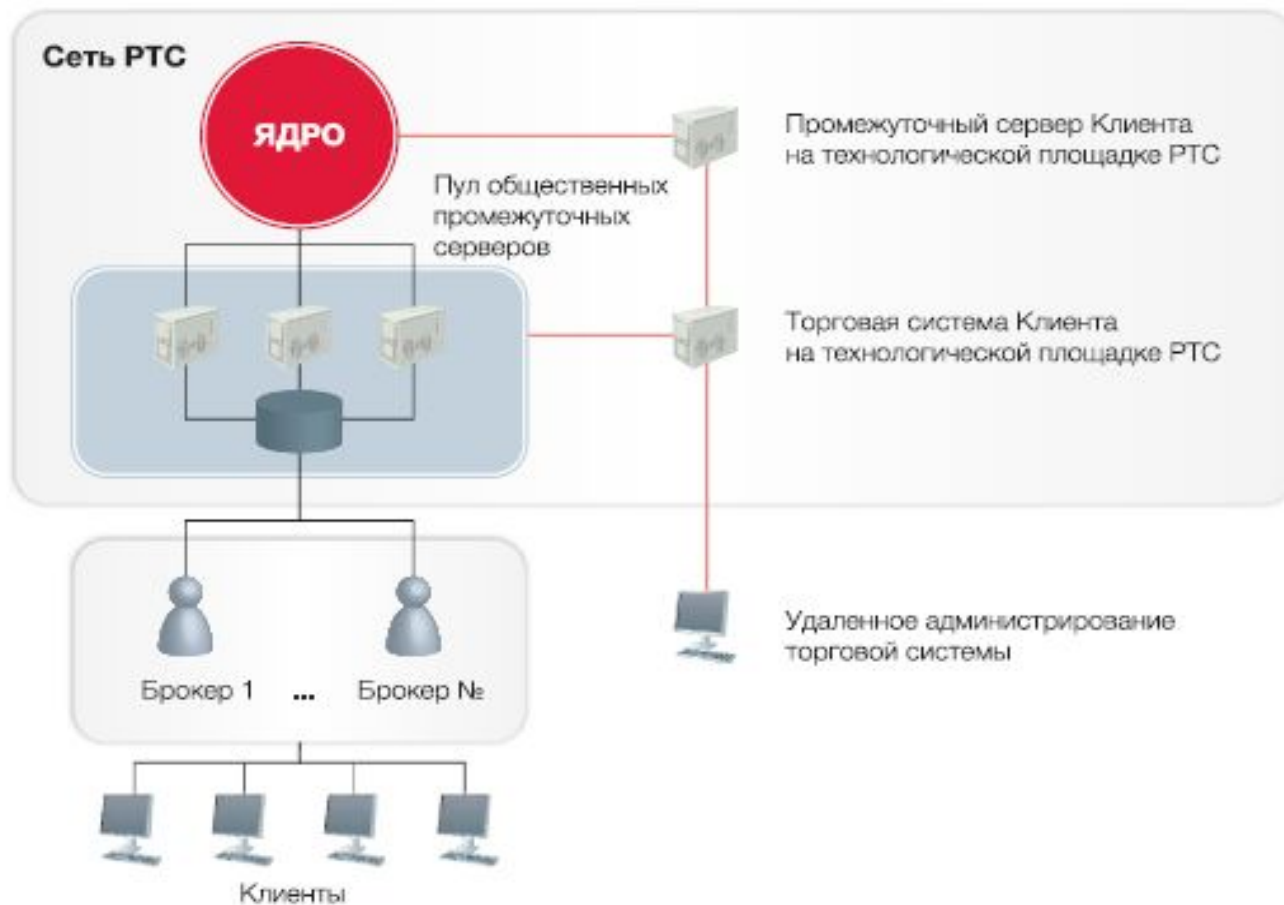 Сеть РТС
ЯДРО
Промежуточный сервер Клиента
на технологической площадке РТС
Пул общественных
промежуточных
серверов
Торговая система Клиента
на технологической площадке РТС
Удаленное администрирование
торговой системы
Брокер 1 ... Брокер №
Клиенты